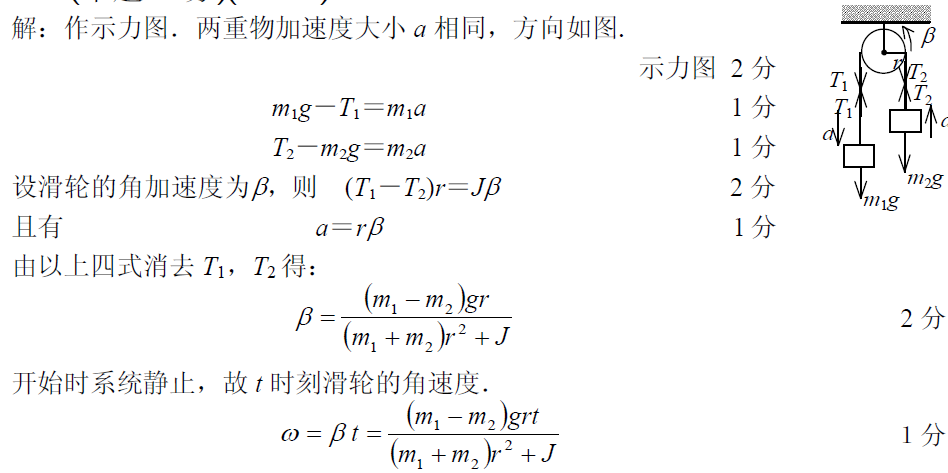 解：作示力图．两重物加速度大小 a 相同，方向如图．
示力图 2 分
m₁g－T₁＝m₁a 1 分
T₂－m₂g＝m₂a 1 分
设滑轮的角加速度为β，则 (T₁－T₂)r＝Jβ 2 分
且有 a＝rβ 1 分
由以上四式消去 T₁，T₂得：
β = (m₁ − m₂)gr / ((m₁ + m₂)r² + J) 2 分
开始时系统静止，故 t 时刻滑轮的角速度．
ω = β t = (m₁ − m₂)grt / ((m₁ + m₂)r² + J) 1 分
β
r
T₁ T₂
T₁ T₂
a a
m₂g
m₁g